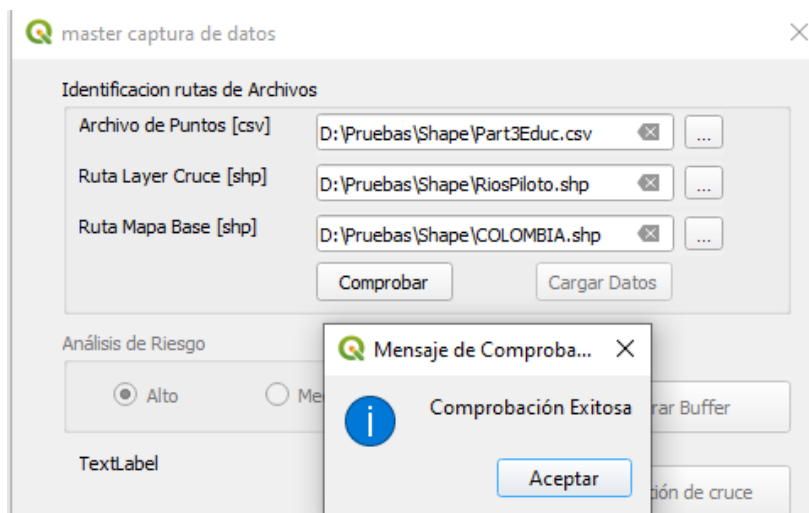 master captura de datos
Identificacion rutas de Archivos
Archivo de Puntos [csv]
D:\Pruebas\Shape\Part3Educ.csv
...
Ruta Layer Cruce [shp]
D:\Pruebas\Shape\RiosPiloto.shp
...
Ruta Mapa Base [shp]
D:\Pruebas\Shape\COLOMBIA.shp
...
Comprobar
Cargar Datos
Análisis de Riesgo
Mensaje de Comproba...
Alto
Comprobación Exitosa
Buffer
TextLabel
Aceptar
de cruce